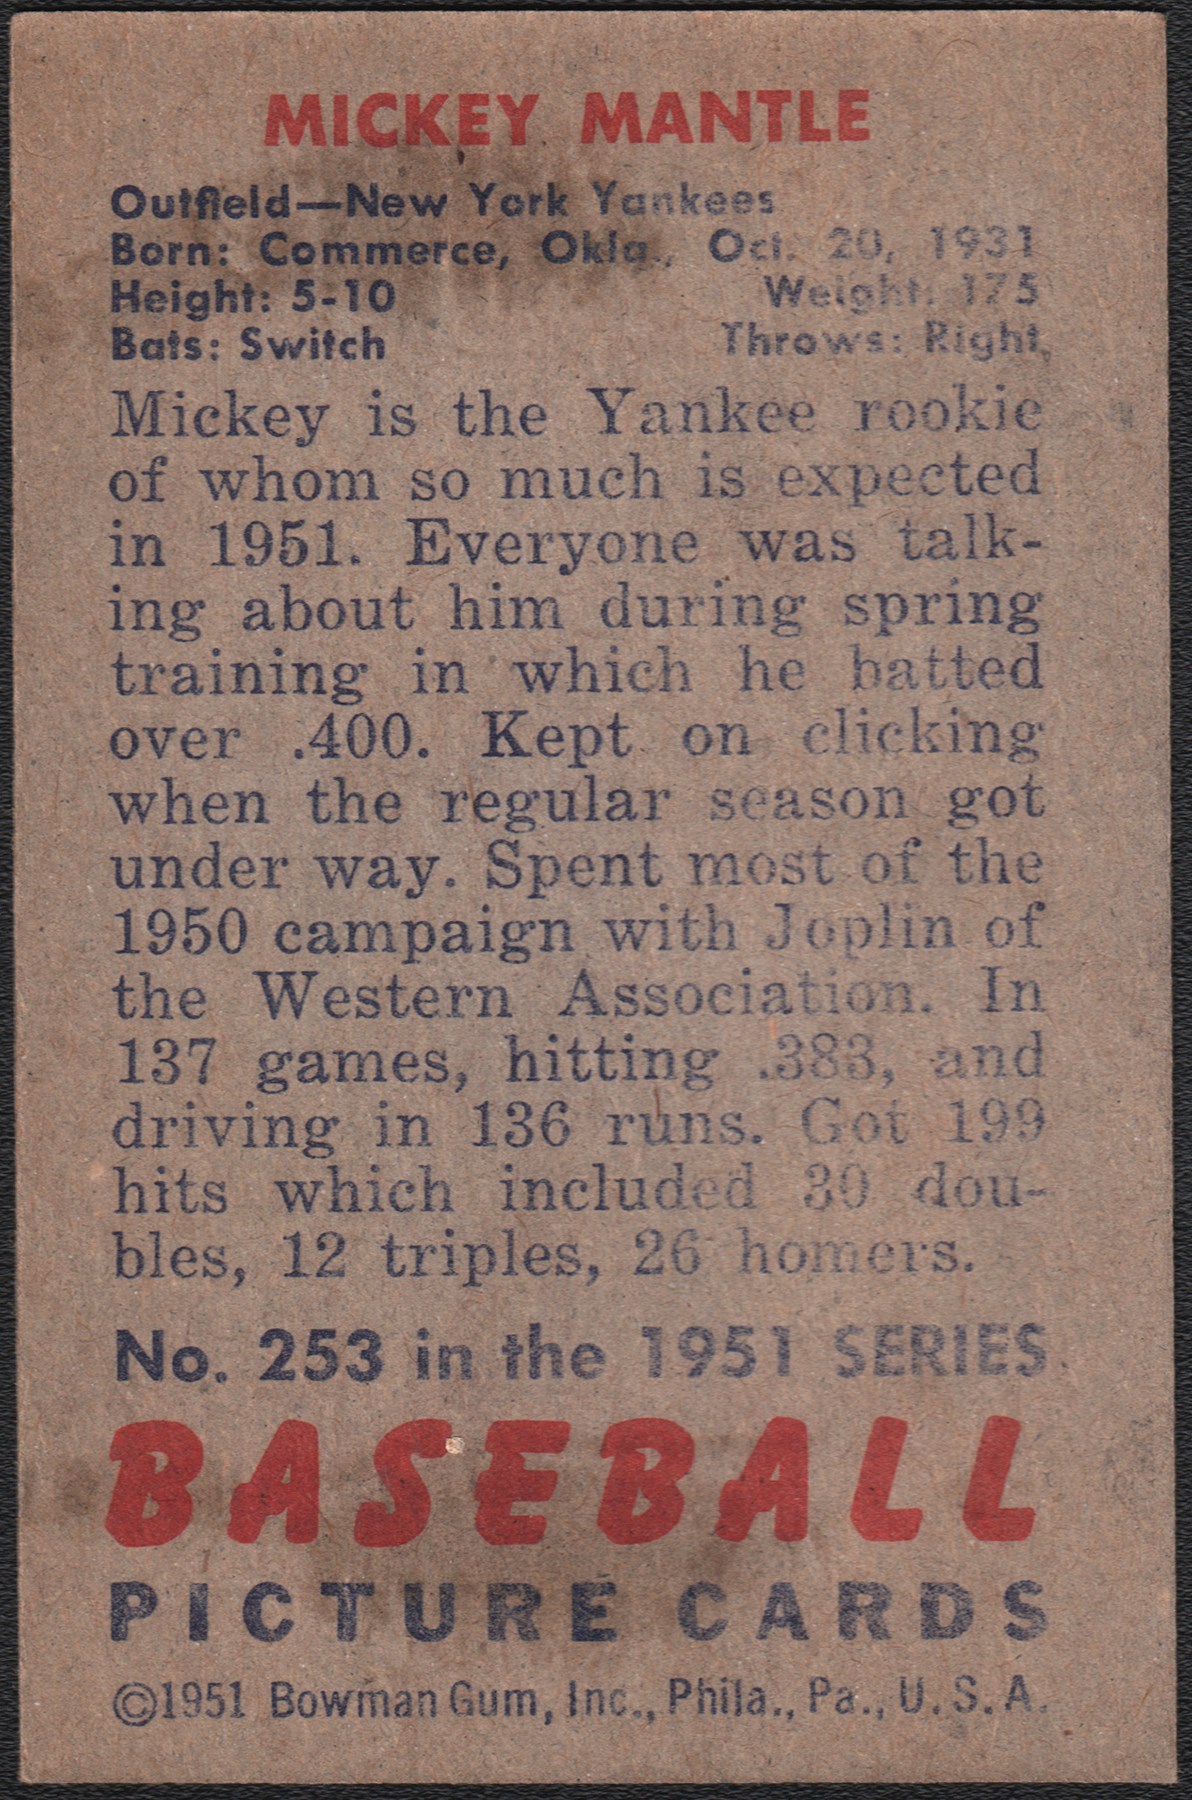 MICKEY MANTLE
Outfield—New York Yankees
Born: Commerce, Okla., Oct. 20, 1931
Height: 5-10 Weight: 175
Bats: Switch Throws: Right
Mickey is the Yankee rookie
of whom so much is expected
in 1951. Everyone was talk-
ing about him during spring
training in which he batted
over .400. Kept on clicking
when the regular season got
under way. Spent most of the
1950 campaign with Joplin of
the Western Association. In
137 games, hitting .383, and
driving in 136 runs. Got 199
hits which included 30 dou-
bles, 12 triples, 26 homers.
No. 253 in the 1951 SERIES
BASEBALL
PICTURE CARDS
©1951 Bowman Gum, Inc., Phila., Pa., U.S.A.